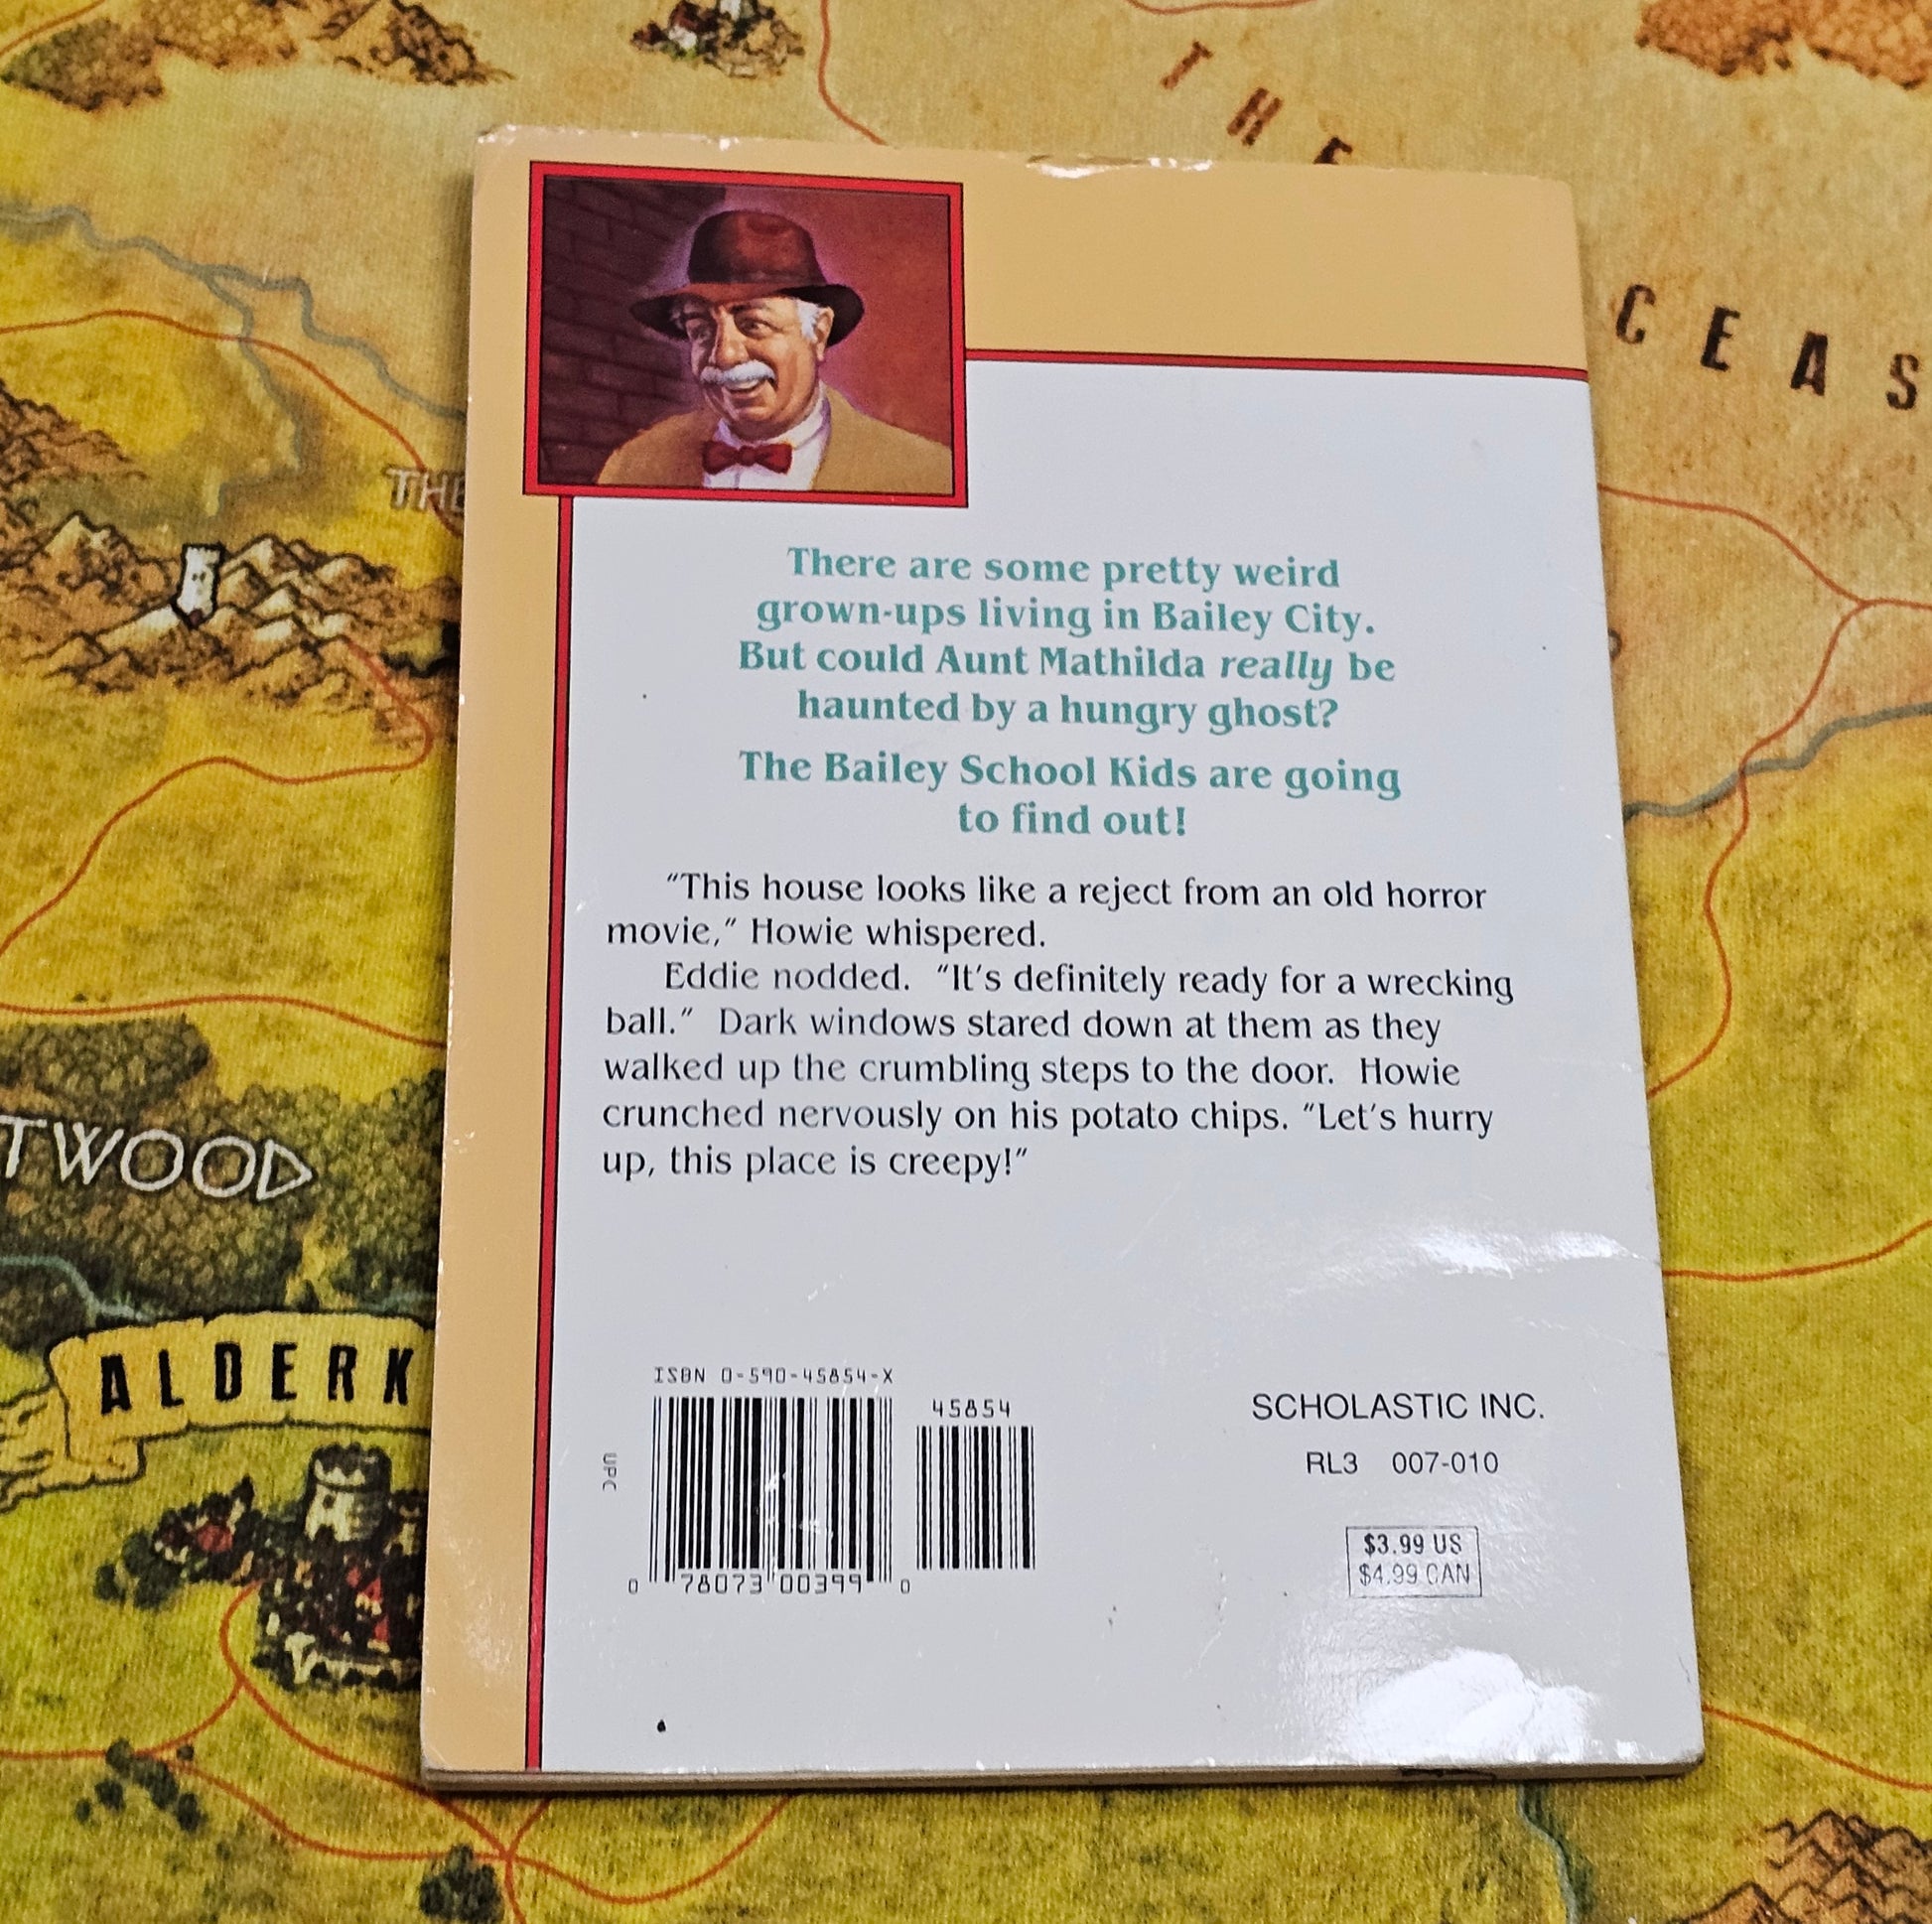 THE
CEAS
THE
There are some pretty weird
grown-ups living in Bailey City.
But could Aunt Mathilda really be
haunted by a hungry ghost?
The Bailey School Kids are going
to find out!
"This house looks like a reject from an old horror
movie," Howie whispered.
Eddie nodded. "It's definitely ready for a wrecking
ball." Dark windows stared down at them as they
walked up the crumbling steps to the door. Howie
crunched nervously on his potato chips. "Let's hurry
up, this place is creepy!"
TWOOD
ALDERK
ISBN 0-590-45854-X
45854
UPC
0 78073 00399 0
SCHOLASTIC INC.
RL3 007-010
$3.99 US
$4.99 CAN